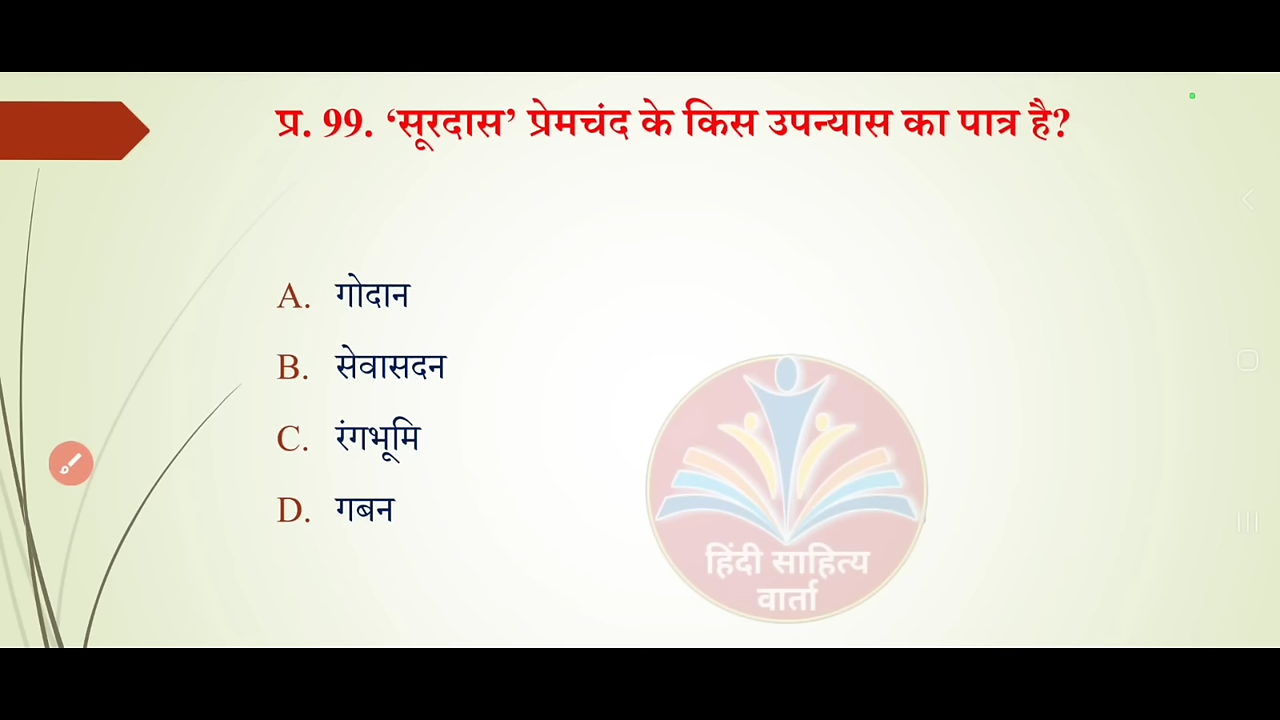 प्र. 99. ‘सूरदास’ प्रेमचंद के किस उपन्यास का पात्र है?
A. गोदान
B. सेवासदन
C. रंगभूमि
D. गबन
हिंदी साहित्य
वार्ता